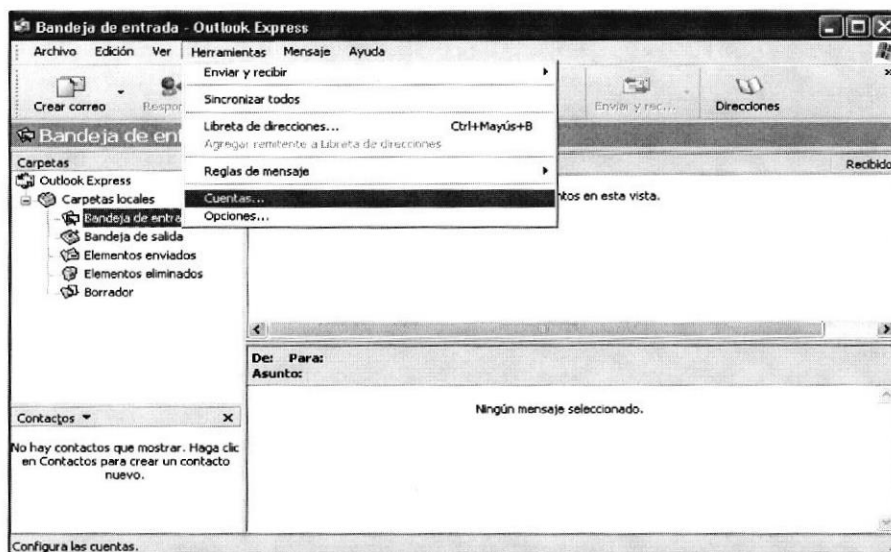 Bandeja de entrada - Outlook Express
Archivo Edición Ver Herramientas Mensaje Ayuda
Crear correo Respon Enviar y rec... Direcciones
Bandeja de ent
Enviar y recibir
Sincronizar todos
Libreta de direcciones... Ctrl+Mayús+B
Agregar remitente a Libreta de direcciones
Reglas de mensaje
Cuentas...
Opciones...
Carpetas
Outlook Express
Carpetas locales
Bandeja de entra
Bandeja de salida
Elementos enviados
Elementos eliminados
Borrador
Recibido
ntos en esta vista.
De: Para:
Asunto:
Ningún mensaje seleccionado.
Contactos
No hay contactos que mostrar. Haga clic
en Contactos para crear un contacto
nuevo.
Configura las cuentas.